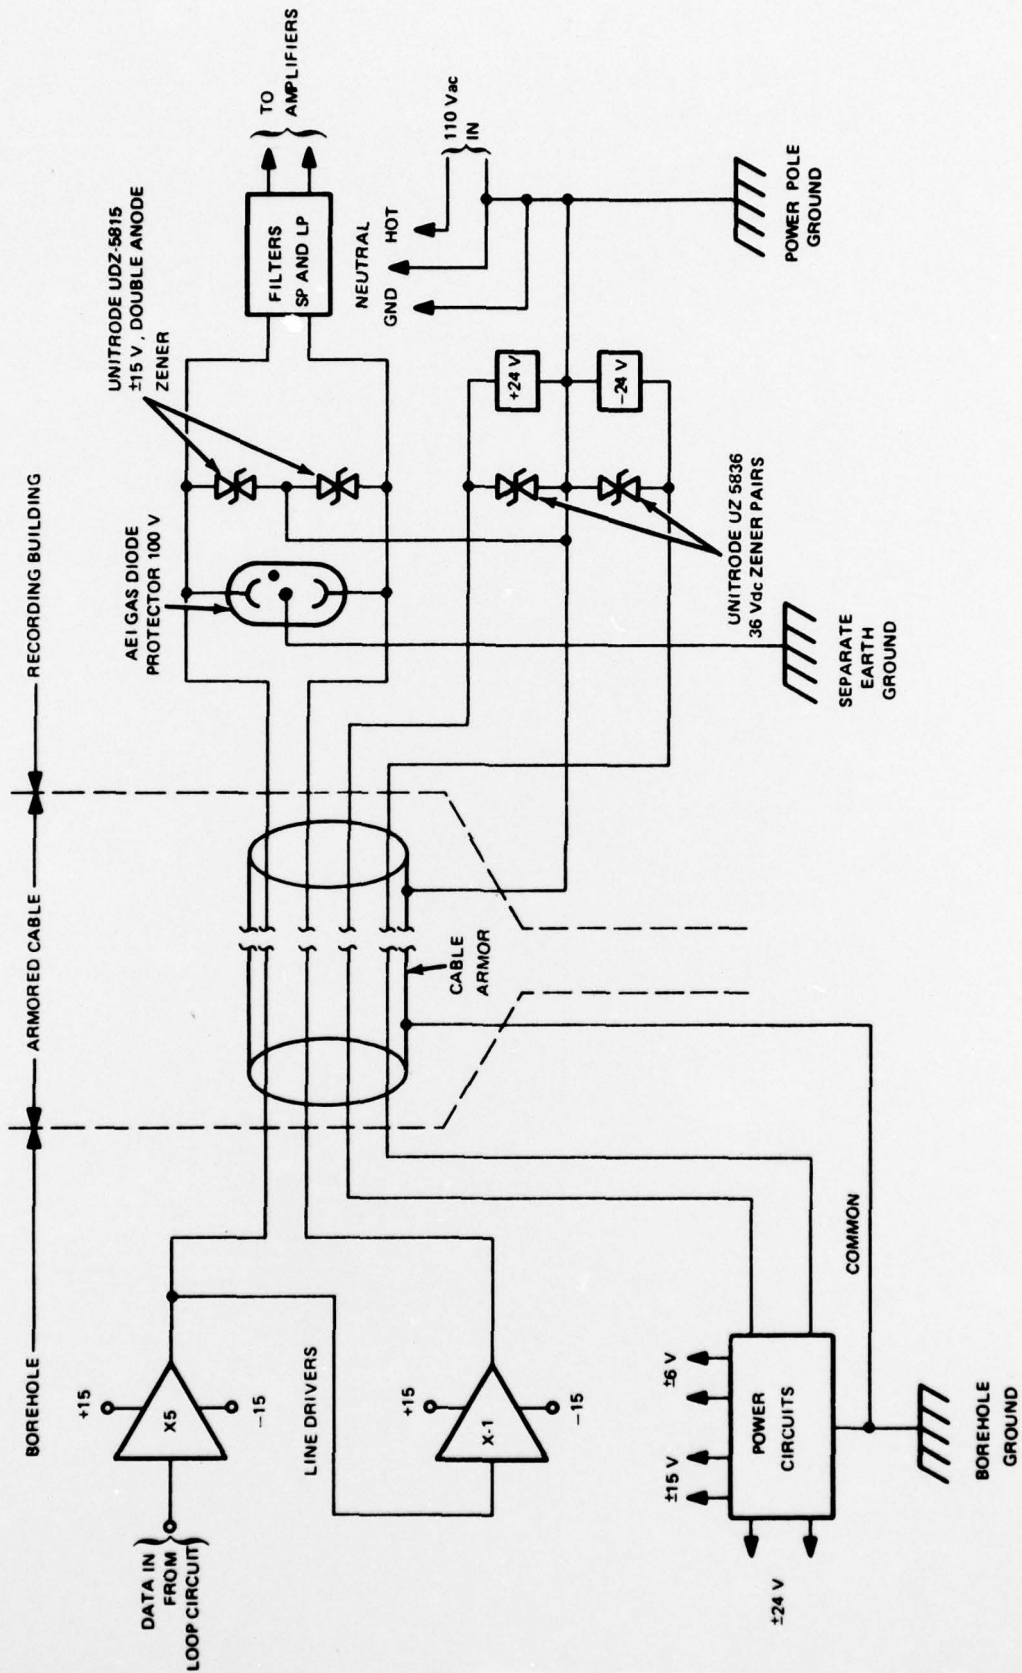 BOREHOLE
ARMORED CABLE
RECORDING BUILDING
DATA IN
FROM
LOOP CIRCUIT
+15
X5
−15
LINE DRIVERS
+15
X-1
−15
±15 V
±6 V
POWER
CIRCUITS
±24 V
COMMON
BOREHOLE
GROUND
CABLE
ARMOR
AEI GAS DIODE
PROTECTOR 100 V
UNITRODE UDZ-5815
±15 V, DOUBLE ANODE
ZENER
FILTERS
SP AND LP
TO
AMPLIFIERS
NEUTRAL
GND
HOT
110 Vac
IN
+24 V
−24 V
UNITRODE UZ 5836
36 Vdc ZENER PAIRS
SEPARATE
EARTH
GROUND
POWER POLE
GROUND